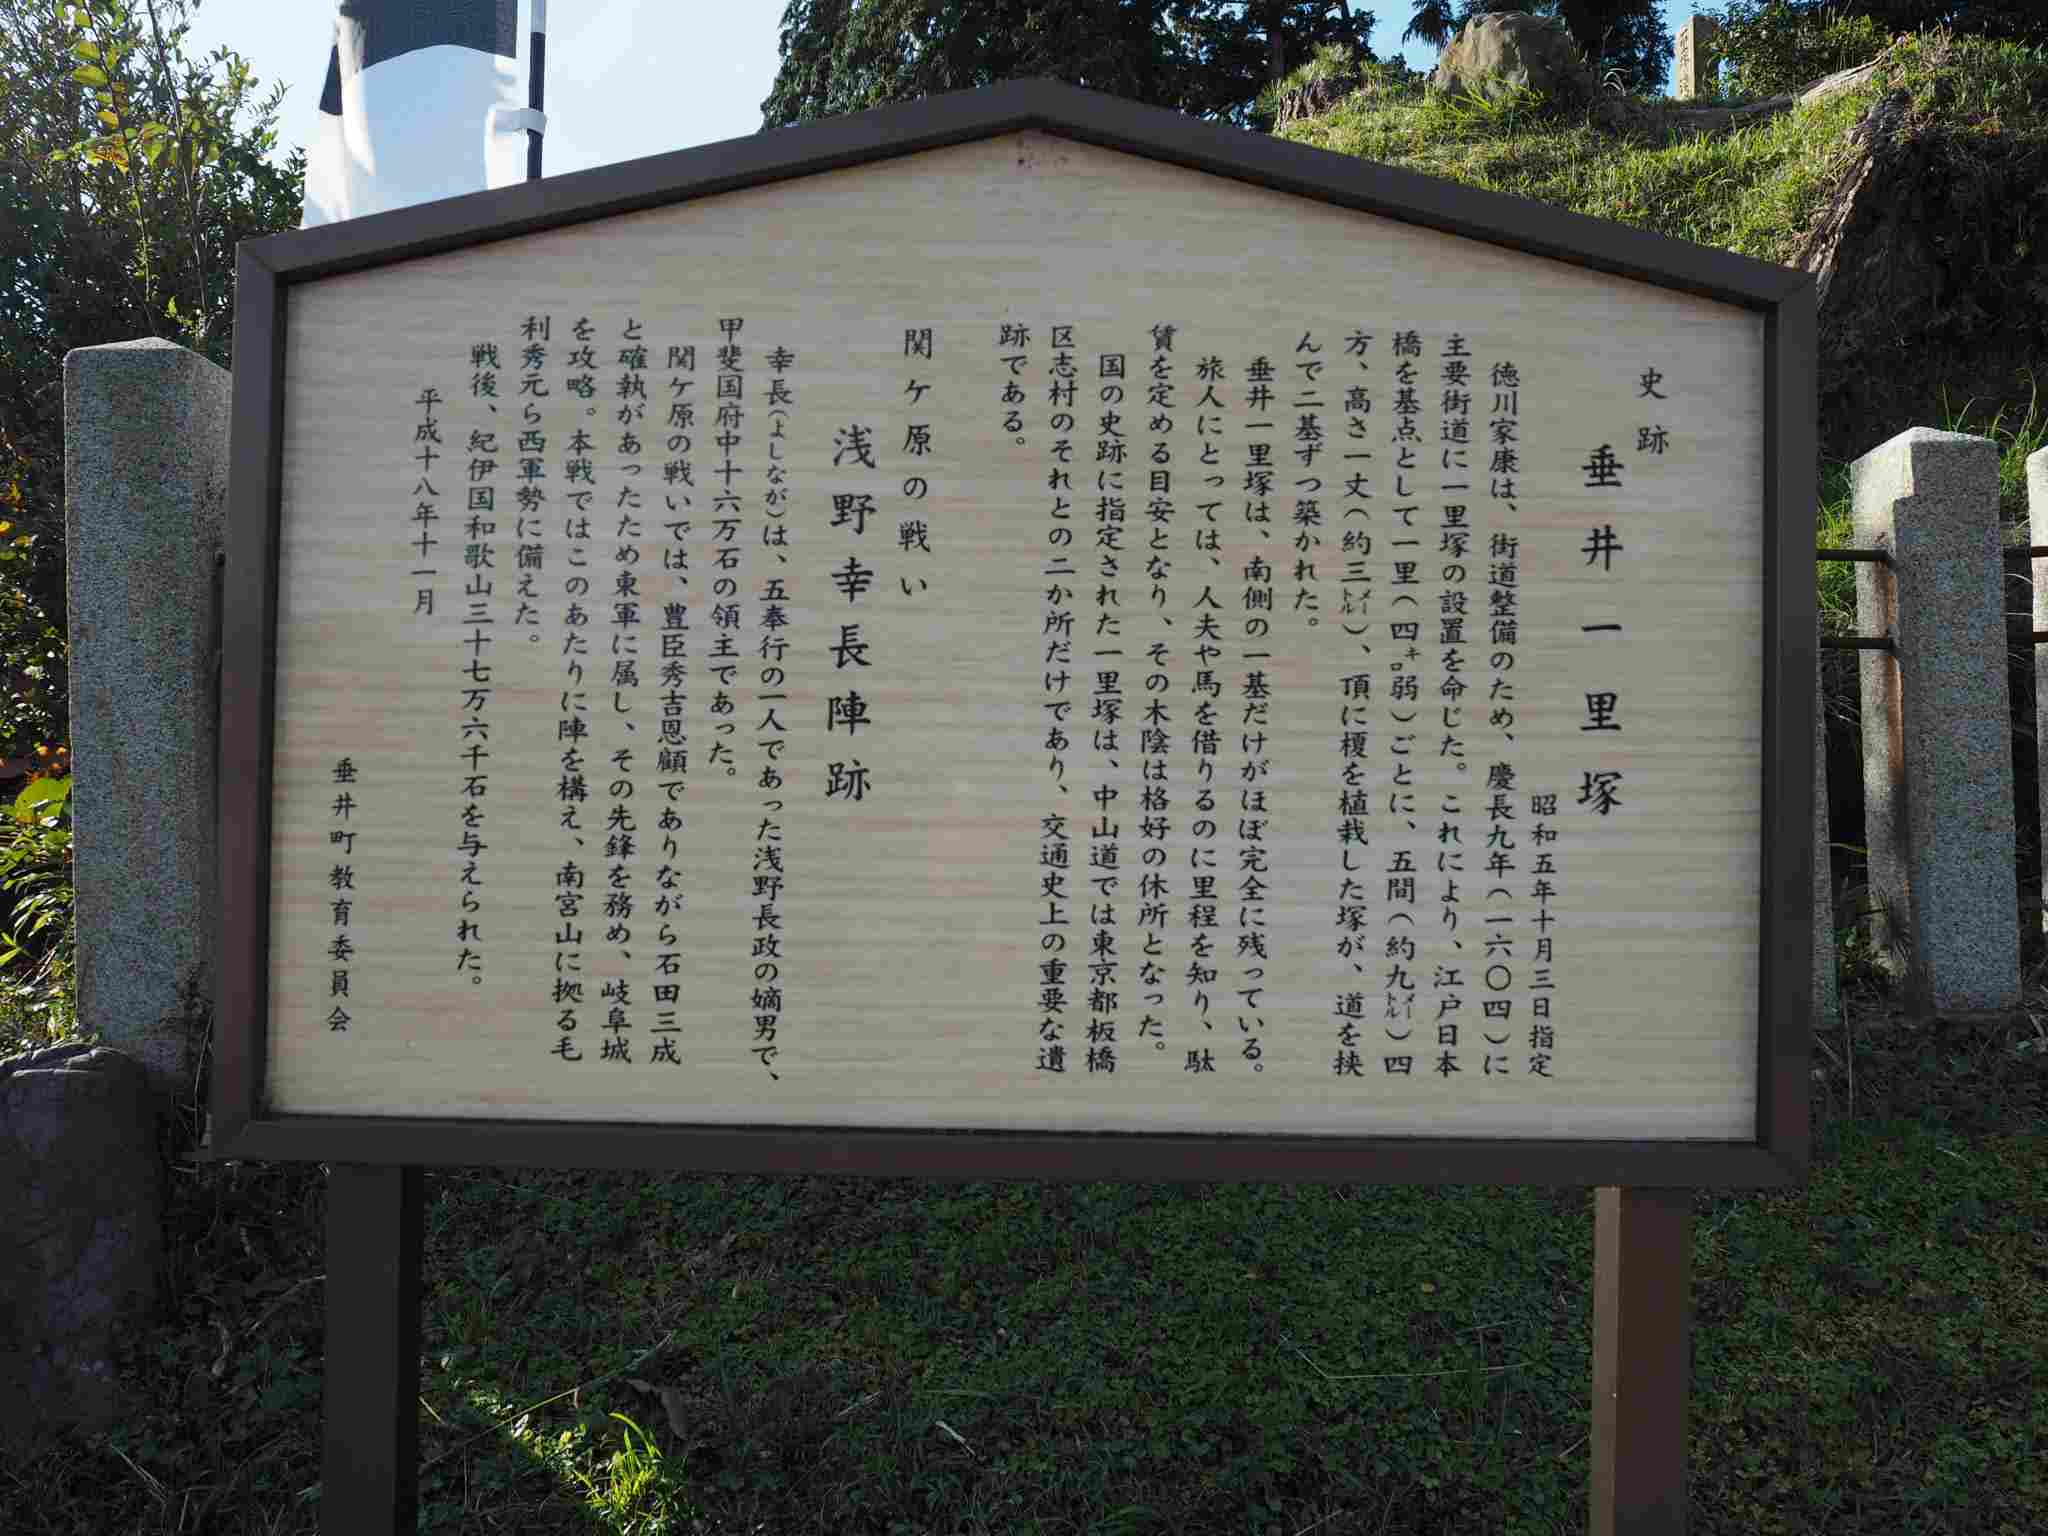 史跡
垂井一里塚
昭和五年十月三日指定
徳川家康は、街道整備のため、慶長九年(一六〇四)に
主要街道に一里塚の設置を命じた。これにより、江戸日本
橋を基点として一里(四㌔弱)ごとに、五間(約九㍍)四
方、高さ一丈(約三㍍)、頂に榎を植栽した塚が、道を挟
んで二基ずつ築かれた。
垂井一里塚は、南側の一基だけがほぼ完全に残っている。
旅人にとっては、人夫や馬を借りるのに里程を知り、駄
賃を定める目安となり、その木陰は格好の休所となった。
国の史跡に指定された一里塚は、中山道では東京都板橋
区志村のそれとの二か所だけであり、交通史上の重要な遺
跡である。
関ケ原の戦い
浅野幸長陣跡
幸長(よしなが)は、五奉行の一人であった浅野長政の嫡男で、
甲斐国府中十六万石の領主であった。
関ケ原の戦いでは、豊臣秀吉恩顧でありながら石田三成
と確執があったため東軍に属し、その先鋒を務め、岐阜城
を攻略。本戦ではこのあたりに陣を構え、南宮山に拠る毛
利秀元ら西軍勢に備えた。
戦後、紀伊国和歌山三十七万六千石を与えられた。
平成十八年十一月
垂井町教育委員会